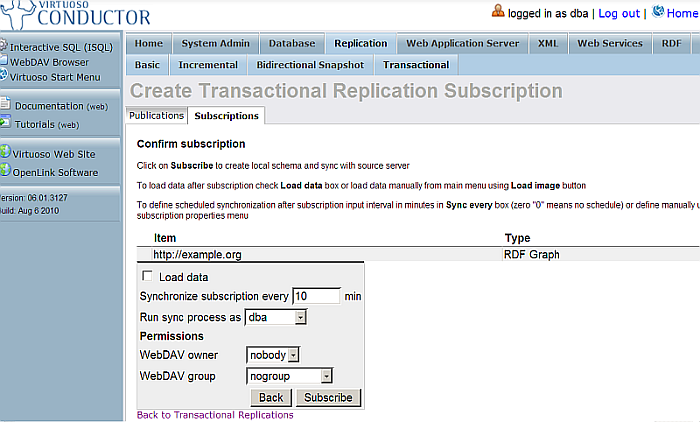 VIRTUOSO
CONDUCTOR
logged in as dba | Log out | Home
Interactive SQL (ISQL)
WebDAV Browser
Virtuoso Start Menu
Documentation (web)
Tutorials (web)
Virtuoso Web Site
OpenLink Software
Version: 06.01.3127
Build: Aug 6 2010
Home System Admin Database Replication Web Application Server XML Web Services RDF
Basic Incremental Bidirectional Snapshot Transactional
Create Transactional Replication Subscription
Publications Subscriptions
Confirm subscription
Click on Subscribe to create local schema and sync with source server
To load data after subscription check Load data box or load data manually from main menu using Load image button
To define scheduled synchronization after subscription input interval in minutes in Sync every box (zero "0" means no schedule) or define manually u
subscription properties menu
Item Type
http://example.org RDF Graph
Load data
Synchronize subscription every 10 min
Run sync process as dba
Permissions
WebDAV owner nobody
WebDAV group nogroup
Back Subscribe
Back to Transactional Replications